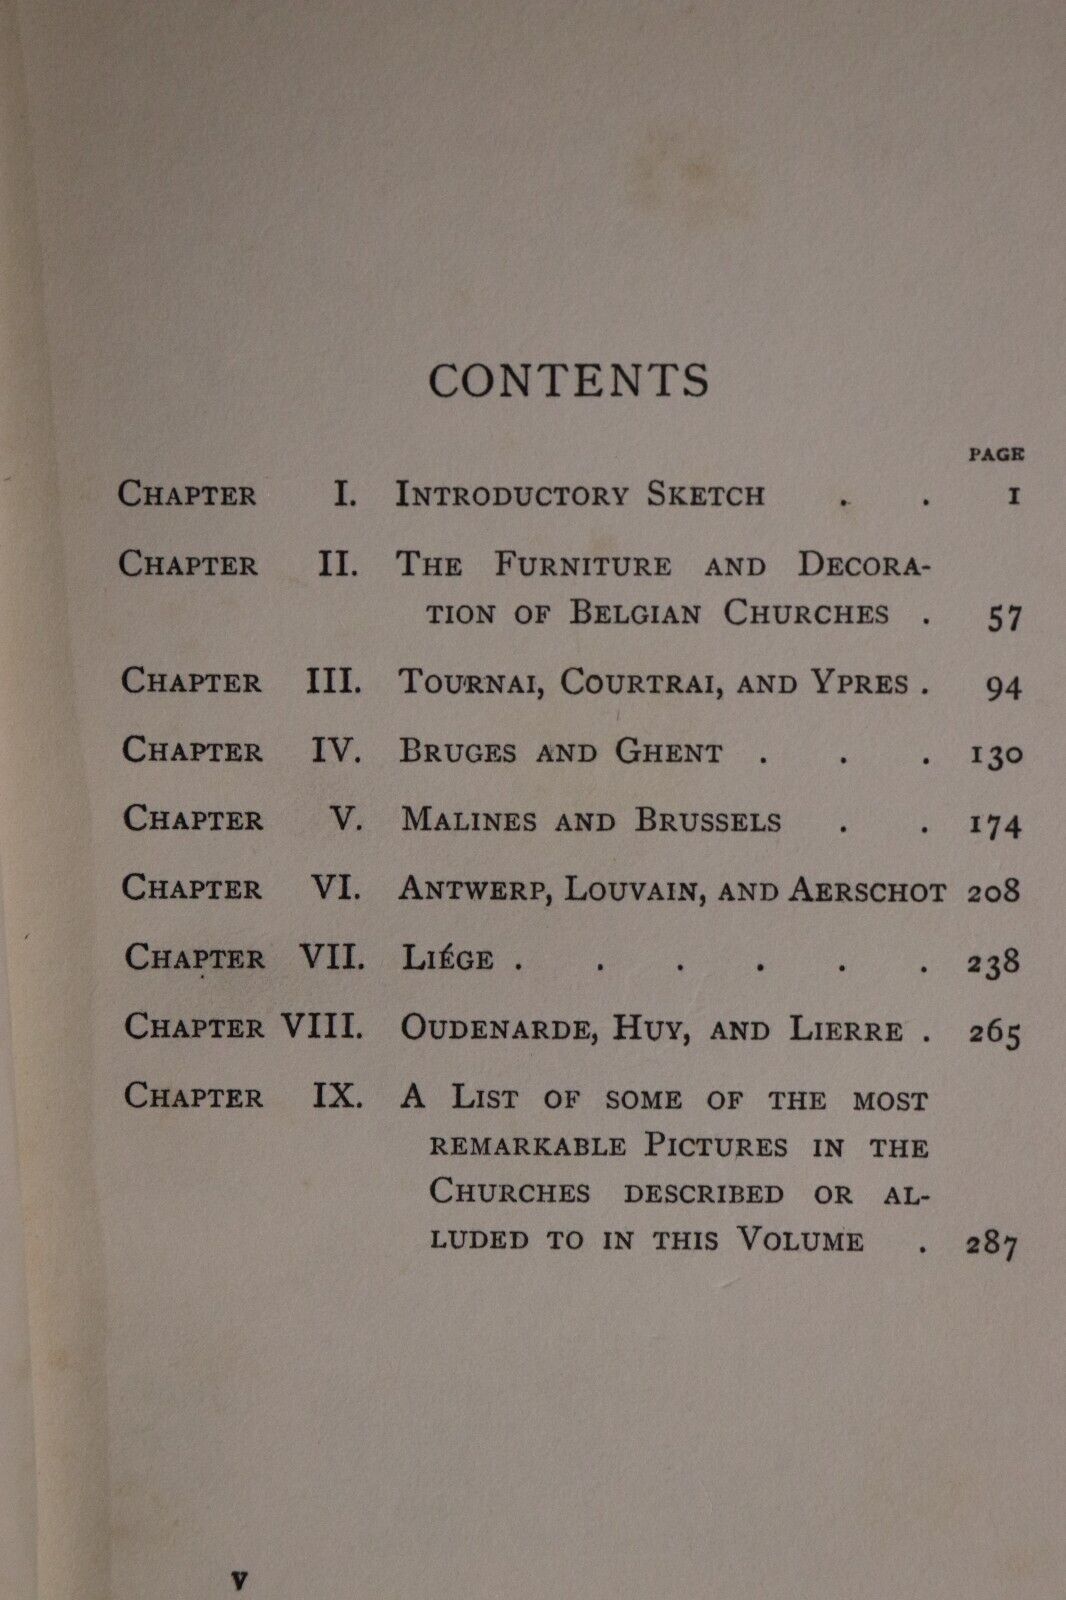 CONTENTS
PAGE
CHAPTER I. INTRODUCTORY SKETCH . . 1
CHAPTER II. THE FURNITURE AND DECORA-
TION OF BELGIAN CHURCHES . 57
CHAPTER III. TOURNAI, COURTRAI, AND YPRES . 94
CHAPTER IV. BRUGES AND GHENT . . . 130
CHAPTER V. MALINES AND BRUSSELS . . 174
CHAPTER VI. ANTWERP, LOUVAIN, AND AERSCHOT 208
CHAPTER VII. LIÉGE . . . . . . 238
CHAPTER VIII. OUDENARDE, HUY, AND LIERRE . 265
CHAPTER IX. A LIST OF SOME OF THE MOST
REMARKABLE PICTURES IN THE
CHURCHES DESCRIBED OR AL-
LUDED TO IN THIS VOLUME . 287
v